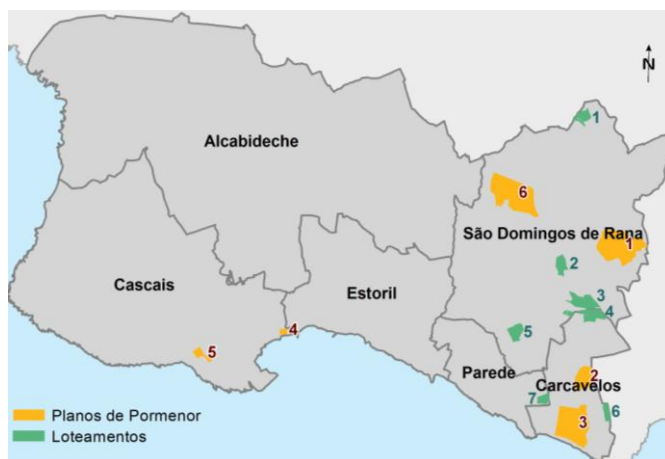 N
Alcabideche
1
6
São Domingos de Rana
1
2
Cascais
Estoril
3
4
4
5
5
Parede
2
Carcavelos
7
6
3
Planos de Pormenor
Loteamentos